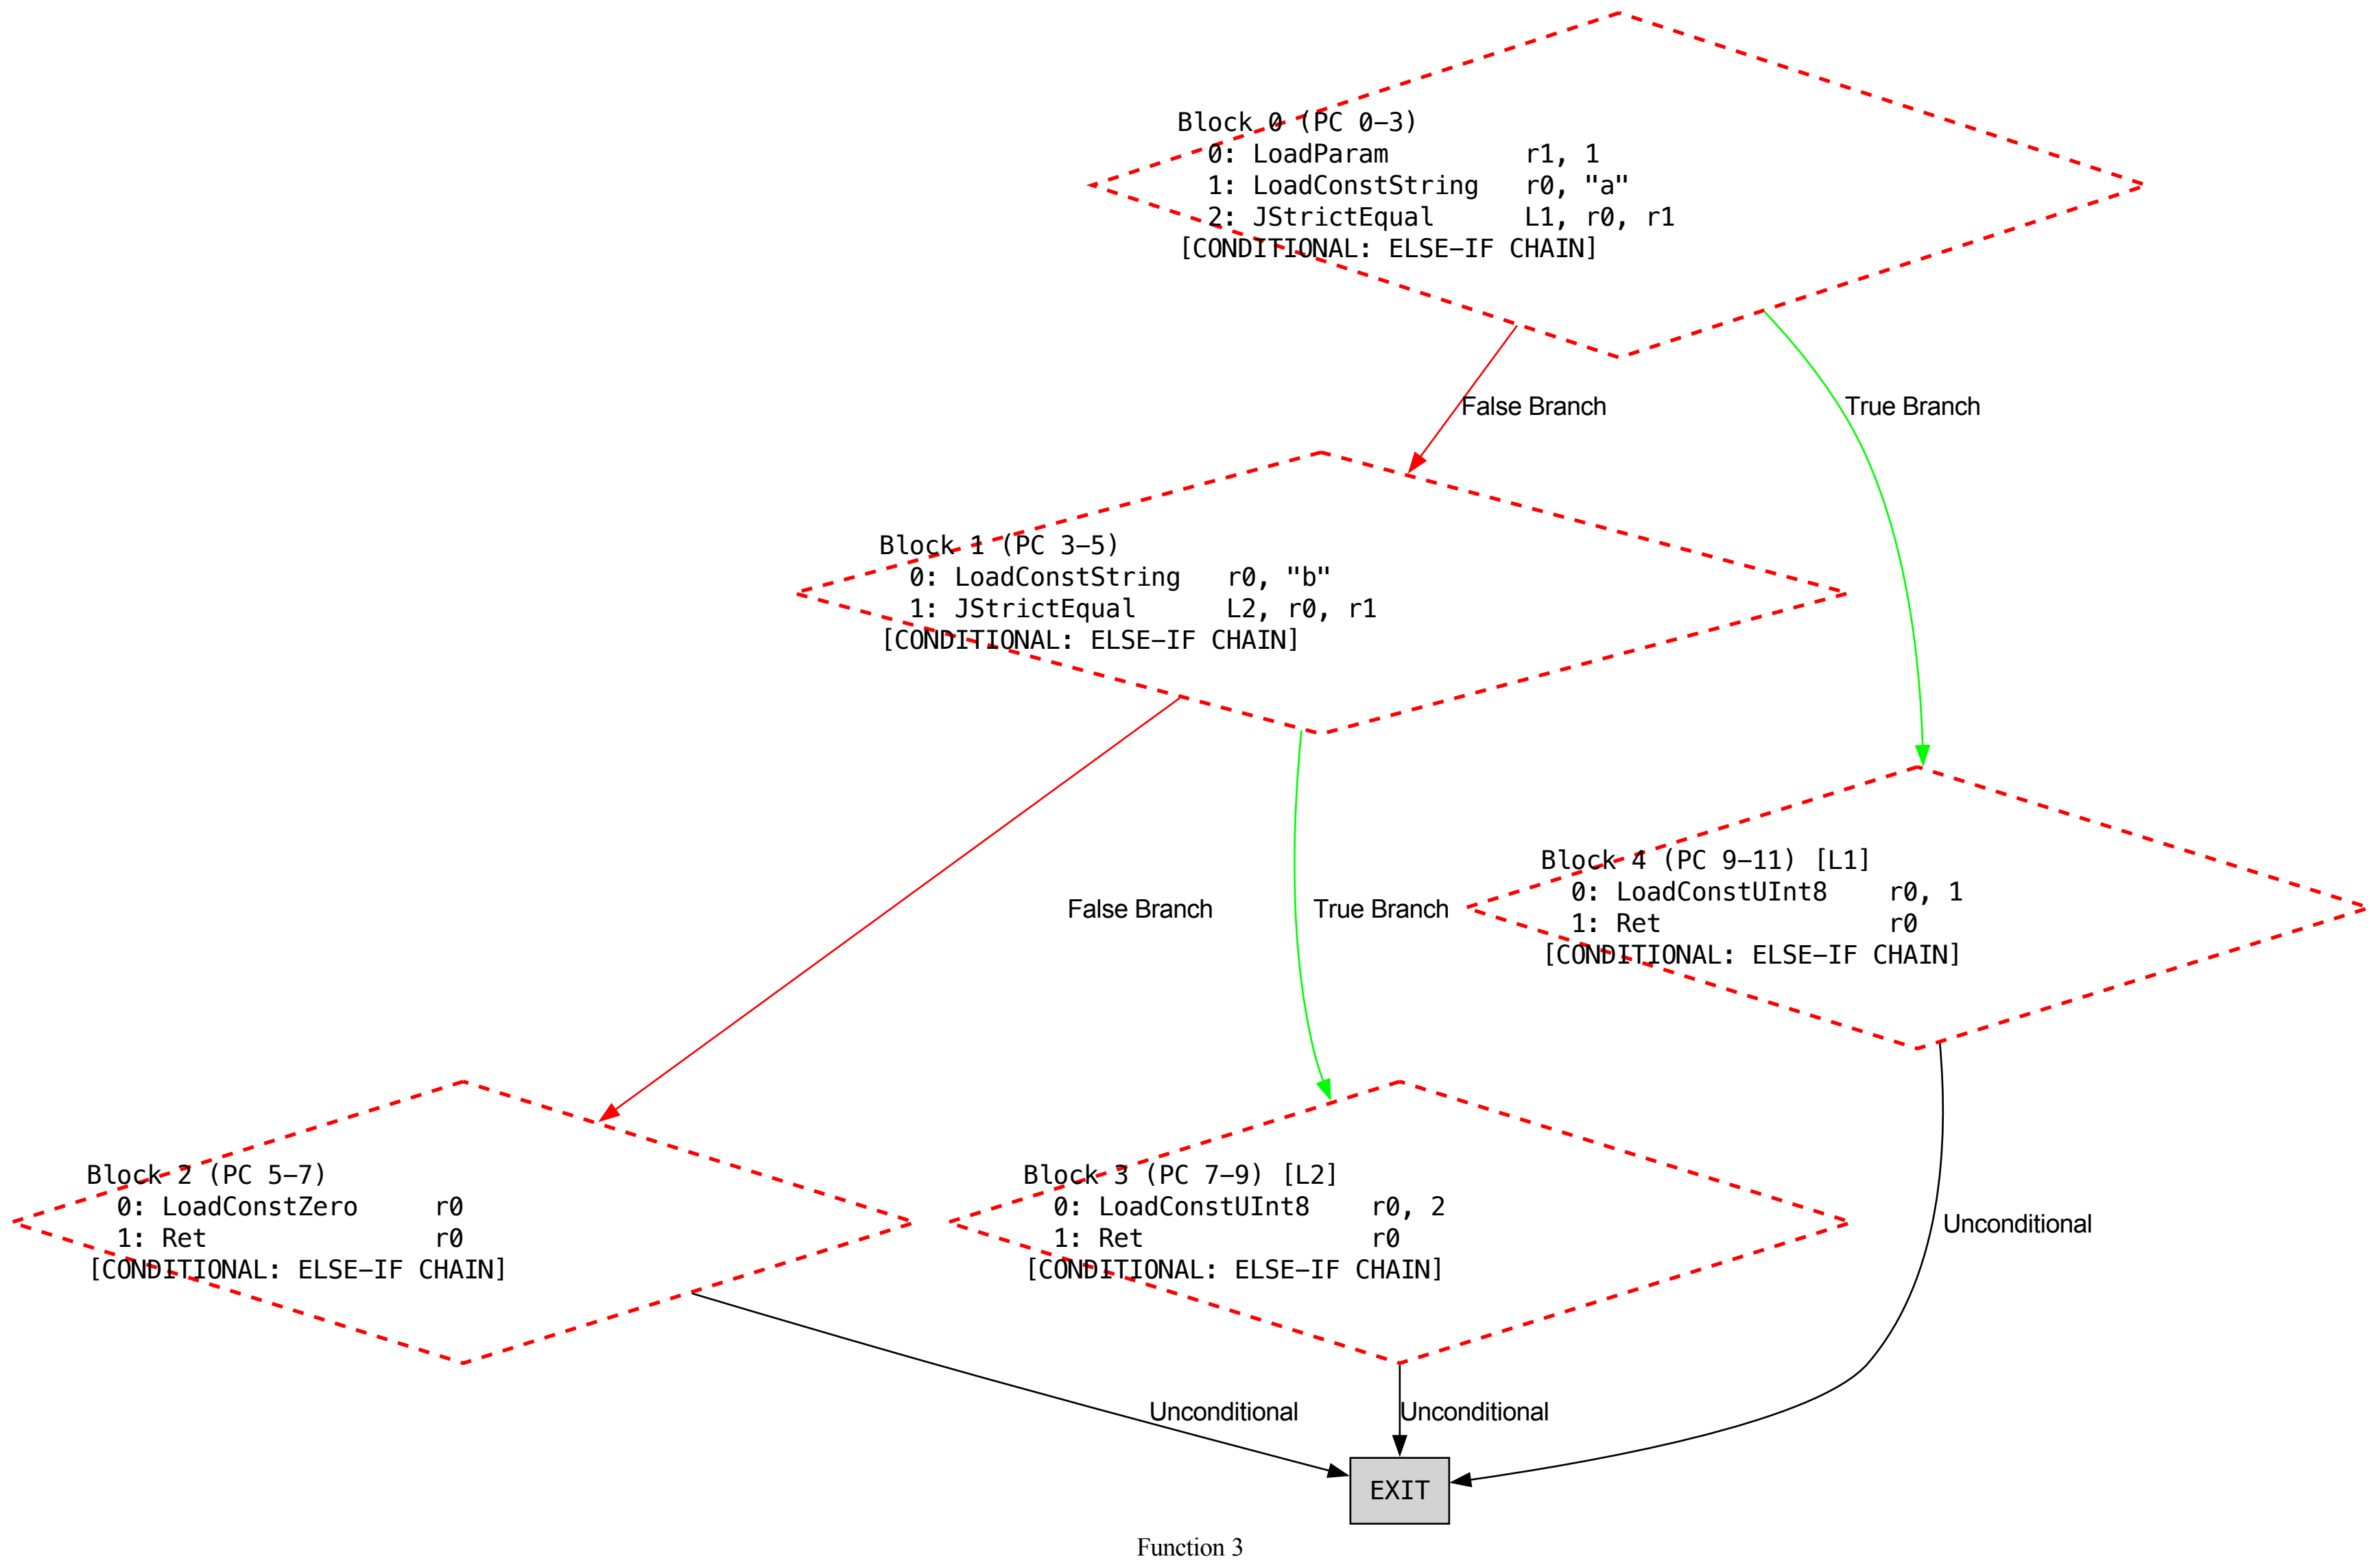 Block 0 (PC 0–3)
0: LoadParam r1, 1
1: LoadConstString r0, "a"
2: JStrictEqual L1, r0, r1
[CONDITIONAL: ELSE–IF CHAIN]
False Branch
True Branch
Block 1 (PC 3–5)
0: LoadConstString r0, "b"
1: JStrictEqual L2, r0, r1
[CONDITIONAL: ELSE–IF CHAIN]
False Branch
True Branch
Block 4 (PC 9–11) [L1]
0: LoadConstUInt8 r0, 1
1: Ret r0
[CONDITIONAL: ELSE–IF CHAIN]
Block 2 (PC 5–7)
0: LoadConstZero r0
1: Ret r0
[CONDITIONAL: ELSE–IF CHAIN]
Block 3 (PC 7–9) [L2]
0: LoadConstUInt8 r0, 2
1: Ret r0
[CONDITIONAL: ELSE–IF CHAIN]
Unconditional
Unconditional
Unconditional
EXIT
Function 3